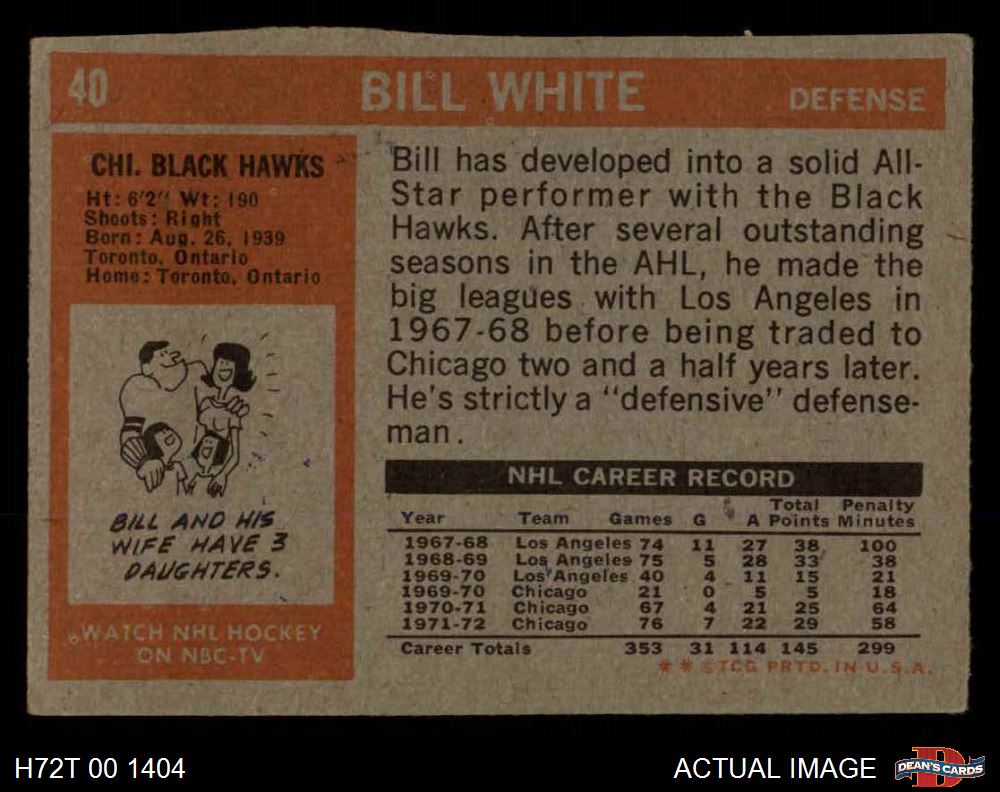 40 BILL WHITE DEFENSE
CHI. BLACK HAWKS
Ht: 6'2" Wt: 190
Shoots: Right
Born: Aug. 26, 1939
Toronto, Ontario
Home: Toronto, Ontario
BILL AND HIS
WIFE HAVE 3
DAUGHTERS.
WATCH NHL HOCKEY
ON NBC-TV
Bill has developed into a solid All-
Star performer with the Black
Hawks. After several outstanding
seasons in the AHL, he made the
big leagues with Los Angeles in
1967-68 before being traded to
Chicago two and a half years later.
He's strictly a "defensive" defense-
man.
NHL CAREER RECORD
Total Penalty
Year Team Games G A Points Minutes
1967-68 Los Angeles 74 11 27 38 100
1968-69 Los Angeles 75 5 28 33 38
1969-70 Los Angeles 40 4 11 15 21
1969-70 Chicago 21 0 5 5 18
1970-71 Chicago 67 4 21 25 64
1971-72 Chicago 76 7 22 29 58
Career Totals 353 31 114 145 299
** ©TCG PRTD. IN U.S.A.
H72T 00 1404
ACTUAL IMAGE
DEAN'S CARDS